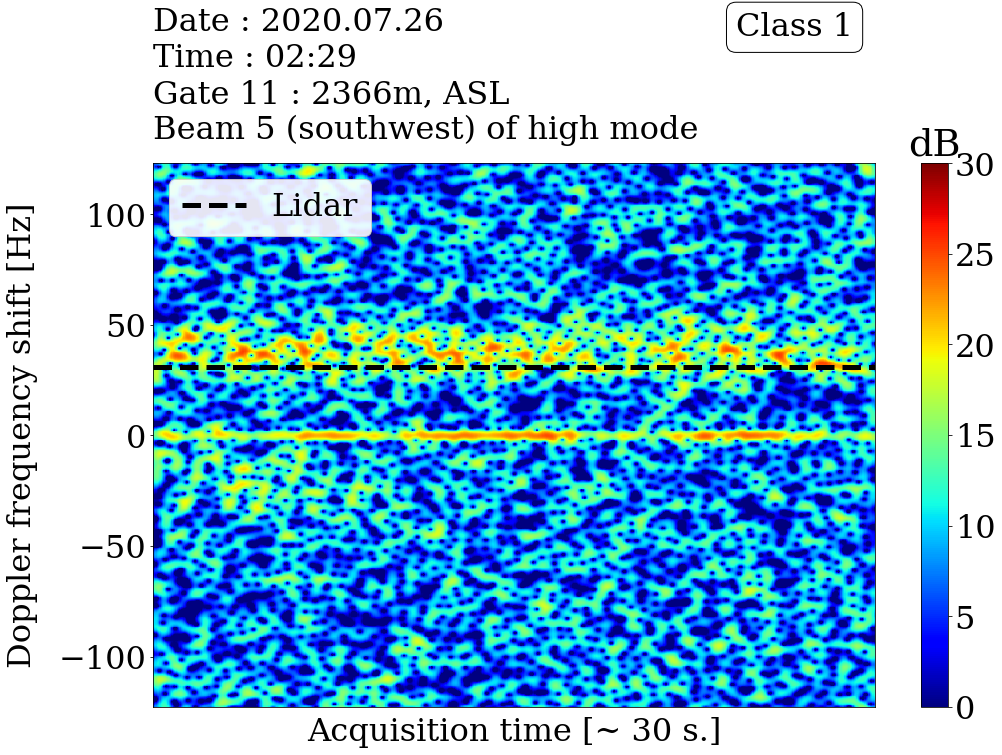 Date : 2020.07.26
Class 1
Time : 02:29
Gate 11 : 2366m, ASL
Beam 5 (southwest) of high mode
dB
Lidar
100
50
0
−50
−100
Doppler frequency shift [Hz]
Acquisition time [~ 30 s.]
30
25
20
15
10
5
0